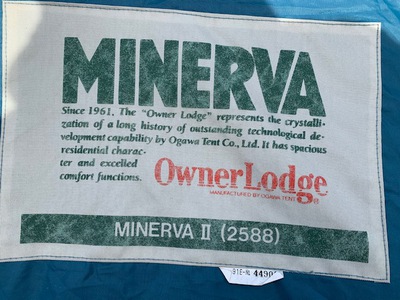 MINERVA
Since 1961. The "Owner Lodge" represents the crystalli-
zation of a long history of outstanding technological de-
velopment capability by Ogawa Tent Co., Ltd. It has spacious
residential charac-
ter and excelled
comfort functions.
OwnerLodge
MANUFACTURED BY OGAWA TENT
®
MINERVA II (2588)